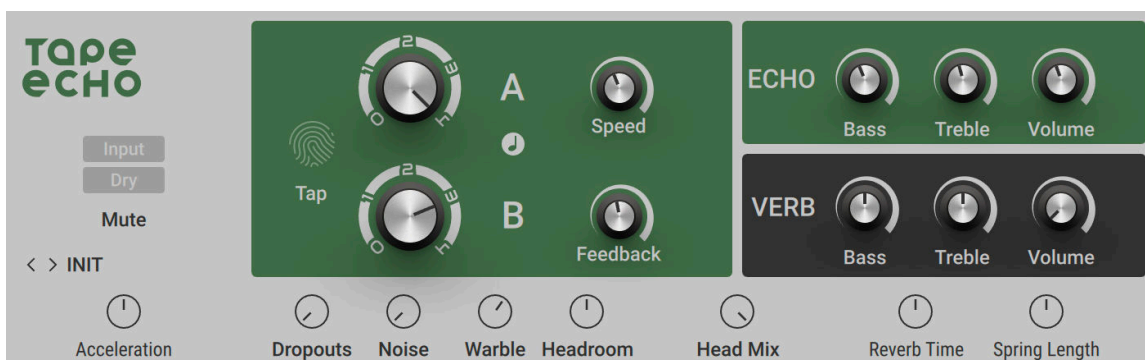 Tape
ECHO
Input
Dry
Mute
< > INIT
0 1 2 3 4
A
Tap
0 1 2 3 4
B
Speed
Feedback
ECHO
Bass Treble Volume
VERB
Bass Treble Volume
Acceleration Dropouts Noise Warble Headroom Head Mix Reverb Time Spring Length